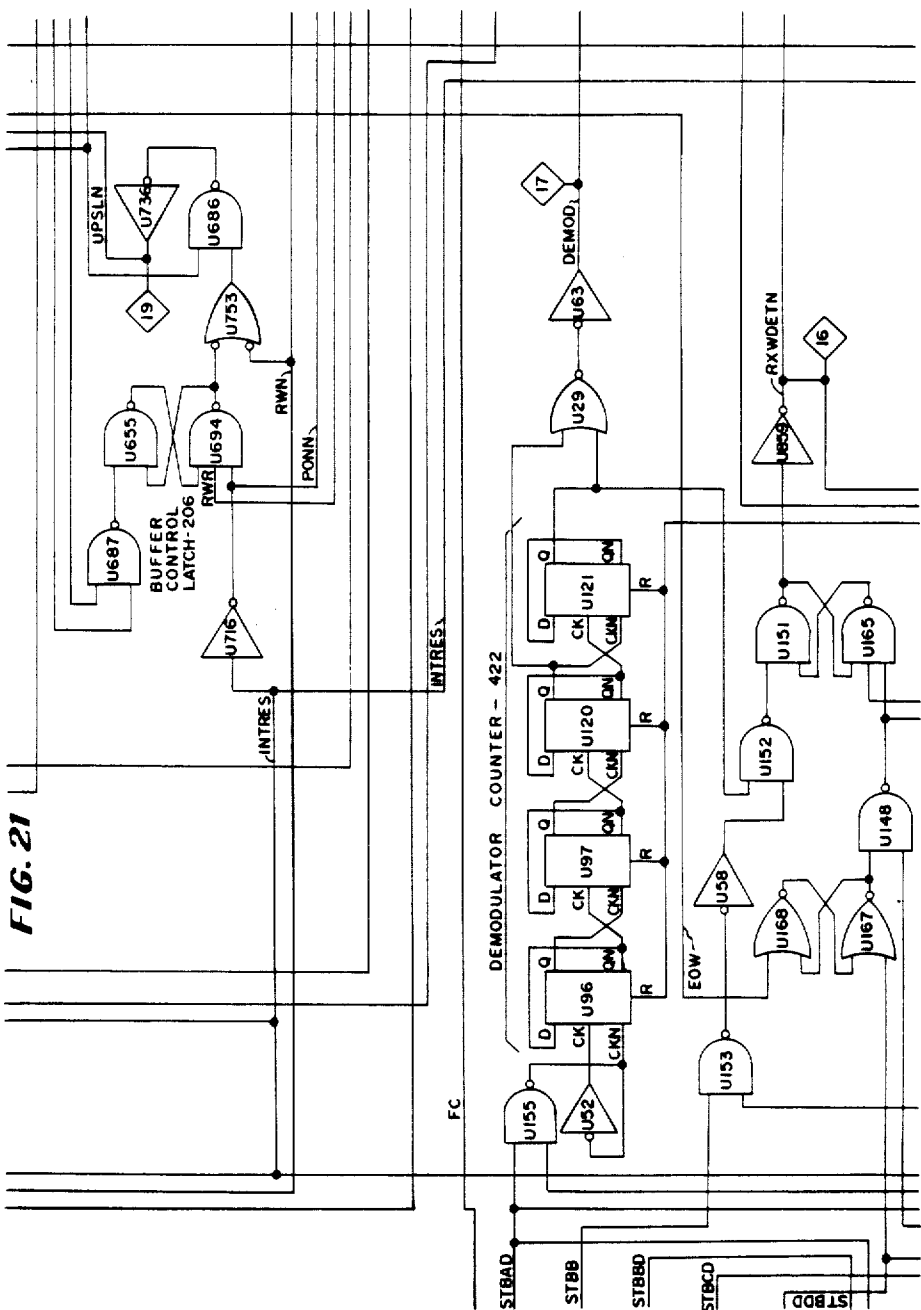 FIG. 21
UPSLN
U736
19
U686
U753
RWN
U655
U694
RWR
PONN
U687
BUFFER
CONTROL
LATCH-206
U716
INTRES
INTRES
FC
DEMODULATOR COUNTER - 422
17
DEMOD
U63
U29
D
Q
U121
CK
CKN
QN
R
D
Q
U120
CK
CKN
QN
R
D
Q
U97
CK
CKN
QN
R
D
Q
U96
CK
CKN
QN
R
U155
U52
EOW
RXWDETN
16
U859
U151
U165
U152
U148
U58
U168
U167
U153
STBAD
STBB
STBBD
STBCD
STBDD